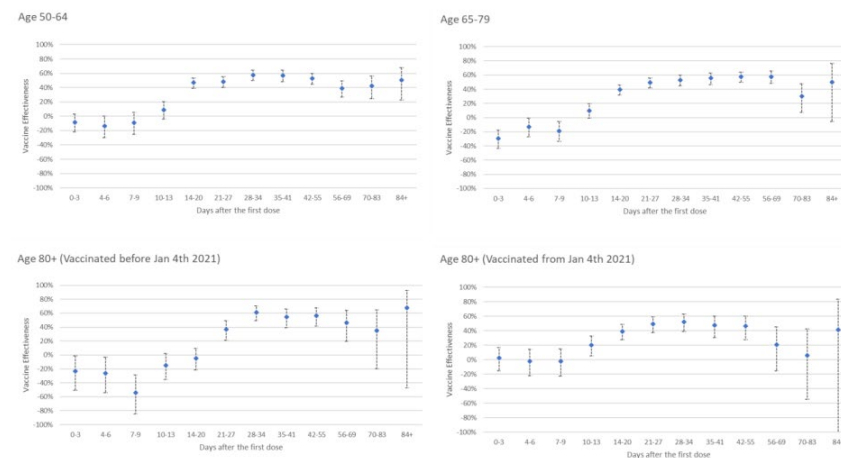 Age 50-64
100%
80%
60%
40%
20%
0%
-20%
-40%
-60%
-80%
-100%
Vaccine Effectiveness
0-3 4-6 7-9 10-13 14-20 21-27 28-34 35-41 42-55 56-69 70-83 84+
Days after the first dose
Age 65-79
100%
80%
60%
40%
20%
0%
-20%
-40%
-60%
-80%
-100%
Vaccine Effectiveness
0-3 4-6 7-9 10-13 14-20 21-27 28-34 35-41 42-55 56-69 70-83 84+
Days after the first dose
Age 80+ (Vaccinated before Jan 4th 2021)
100%
80%
60%
40%
20%
0%
-20%
-40%
-60%
-80%
-100%
Vaccine Effectiveness
0-3 4-6 7-9 10-13 14-20 21-27 28-34 35-41 42-55 56-69 70-83 84+
Days after the first dose
Age 80+ (Vaccinated from Jan 4th 2021)
100%
80%
60%
40%
20%
0%
-20%
-40%
-60%
-80%
-100%
Vaccine Effectiveness
0-3 4-6 7-9 10-13 14-20 21-27 28-34 35-41 42-55 56-69 70-83 84
Days after the first dose